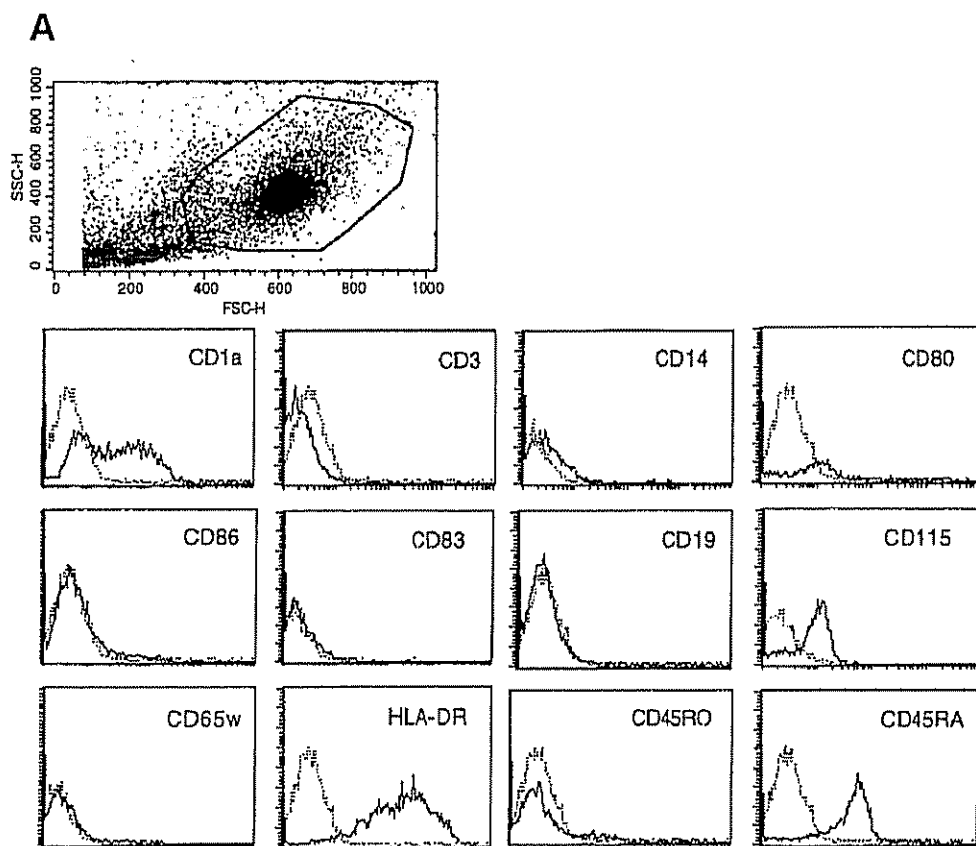 A
SSC-H
0 200 400 600 800 1000
0 200 400 600 800 1000
FSC-H
CD1a
CD3
CD14
CD80
CD86
CD83
CD19
CD115
CD65w
HLA-DR
CD45RO
CD45RA